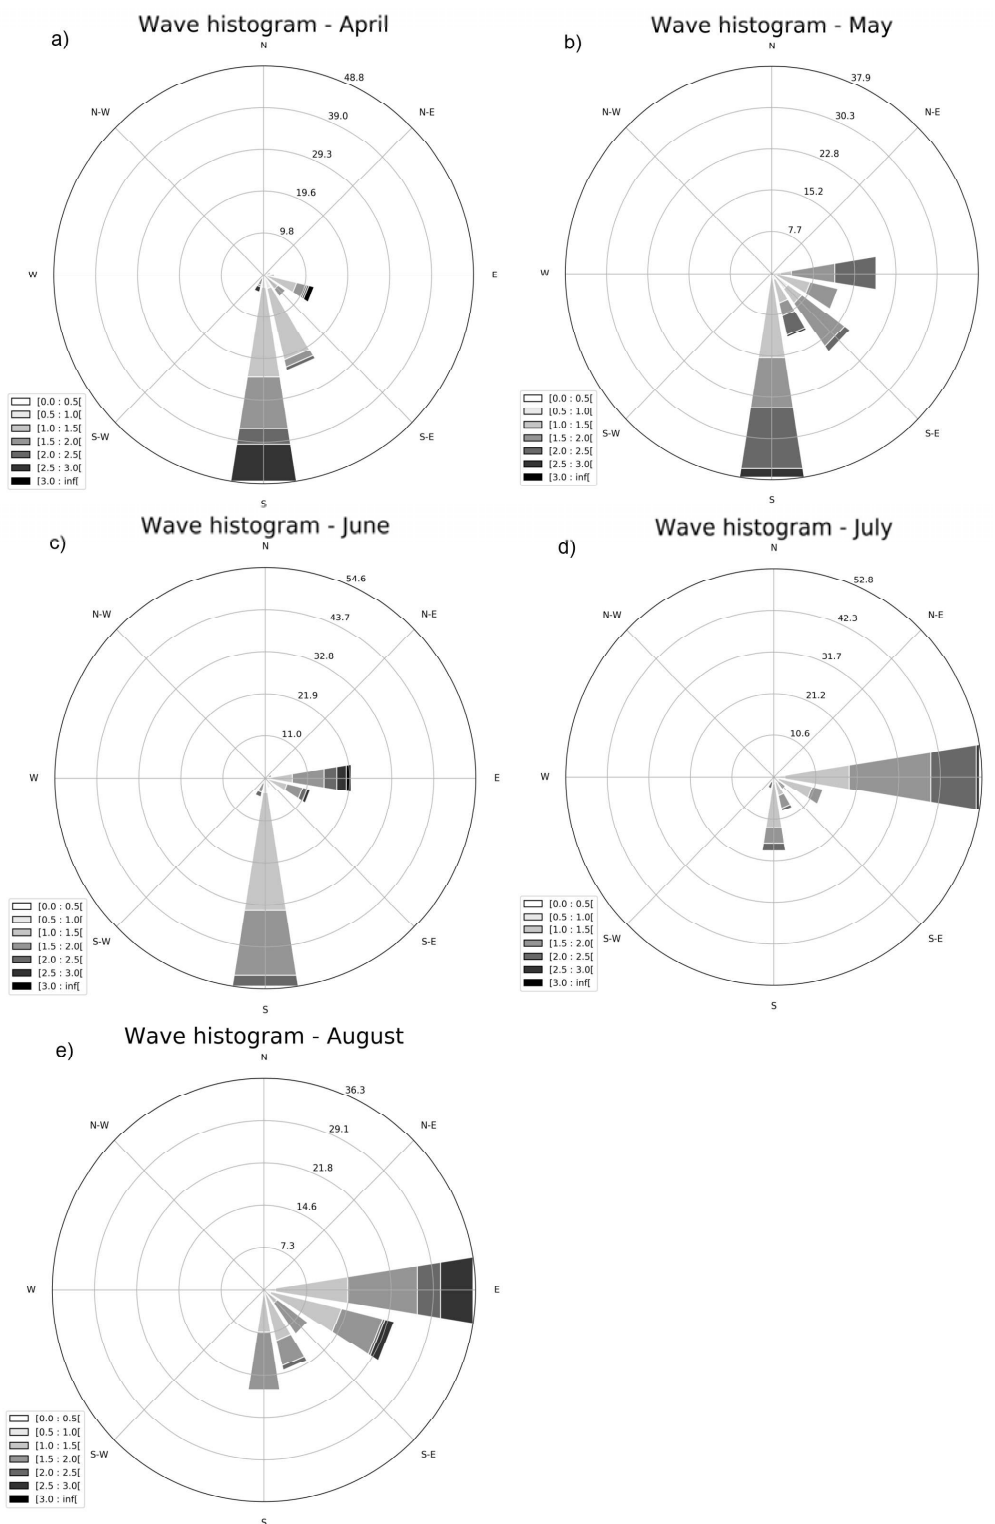 a)
Wave histogram - April
N
48.8
N-W
N-E
39.0
29.3
19.6
9.8
W
E
[0.0 : 0.5[
[0.5 : 1.0[
[1.0 : 1.5[
[1.5 : 2.0[
[2.0 : 2.5[
[2.5 : 3.0[
[3.0 : inf[
S-W
S-E
S
b)
Wave histogram - May
N
37.9
N-W
N-E
30.3
22.8
15.2
7.7
W
[0.0 : 0.5[
[0.5 : 1.0[
[1.0 : 1.5[
[1.5 : 2.0[
[2.0 : 2.5[
[2.5 : 3.0[
[3.0 : inf[
S-W
S-E
S
c)
Wave histogram - June
N
54.6
N-W
N-E
43.7
32.8
21.9
11.0
W
E
[0.0 : 0.5[
[0.5 : 1.0[
[1.0 : 1.5[
[1.5 : 2.0[
[2.0 : 2.5[
[2.5 : 3.0[
[3.0 : inf[
S-W
S-E
S
d)
Wave histogram - July
N
52.8
N-W
N-E
42.3
31.7
21.2
10.6
W
[0.0 : 0.5[
[0.5 : 1.0[
[1.0 : 1.5[
[1.5 : 2.0[
[2.0 : 2.5[
[2.5 : 3.0[
[3.0 : inf[
S-W
S-E
S
e)
Wave histogram - August
N
36.3
N-W
N-E
29.1
21.8
14.6
7.3
W
E
[0.0 : 0.5[
[0.5 : 1.0[
[1.0 : 1.5[
[1.5 : 2.0[
[2.0 : 2.5[
[2.5 : 3.0[
[3.0 : inf[
S-W
S-E
S